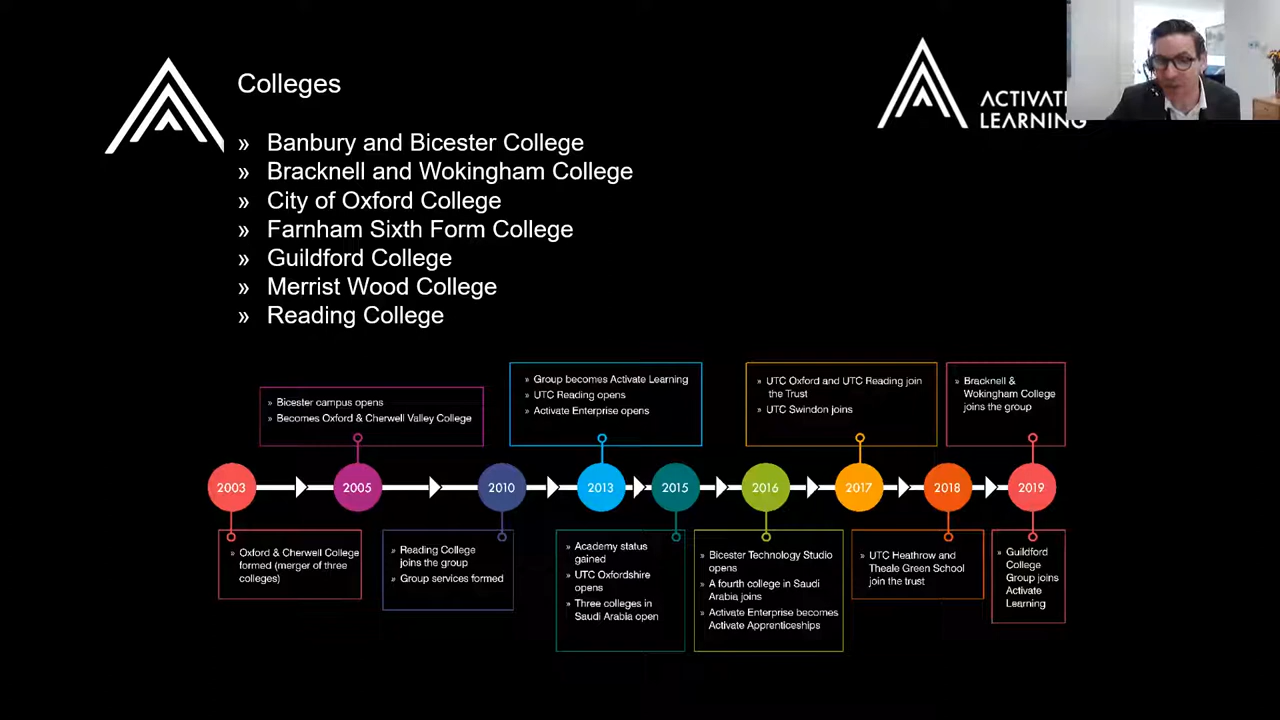 Colleges
ACTIVATE
LEARNING
» Banbury and Bicester College
» Bracknell and Wokingham College
» City of Oxford College
» Farnham Sixth Form College
» Guildford College
» Merrist Wood College
» Reading College
» Bicester campus opens
» Becomes Oxford & Cherwell Valley College
» Group becomes Activate Learning
» UTC Reading opens
» Activate Enterprise opens
» UTC Oxford and UTC Reading join
the Trust
» UTC Swindon joins
» Bracknell &
Wokingham College
joins the group
2003
2005
2010
2013
2015
2016
2017
2018
2019
» Oxford & Cherwell College
formed (merger of three
colleges)
» Reading College
joins the group
» Group services formed
» Academy status
gained
» UTC Oxfordshire
opens
» Three colleges in
Saudi Arabia open
» Bicester Technology Studio
opens
» A fourth college in Saudi
Arabia joins
» Activate Enterprise becomes
Activate Apprenticeships
» UTC Heathrow and
Theale Green School
join the trust
» Guildford
College
Group joins
Activate
Learning